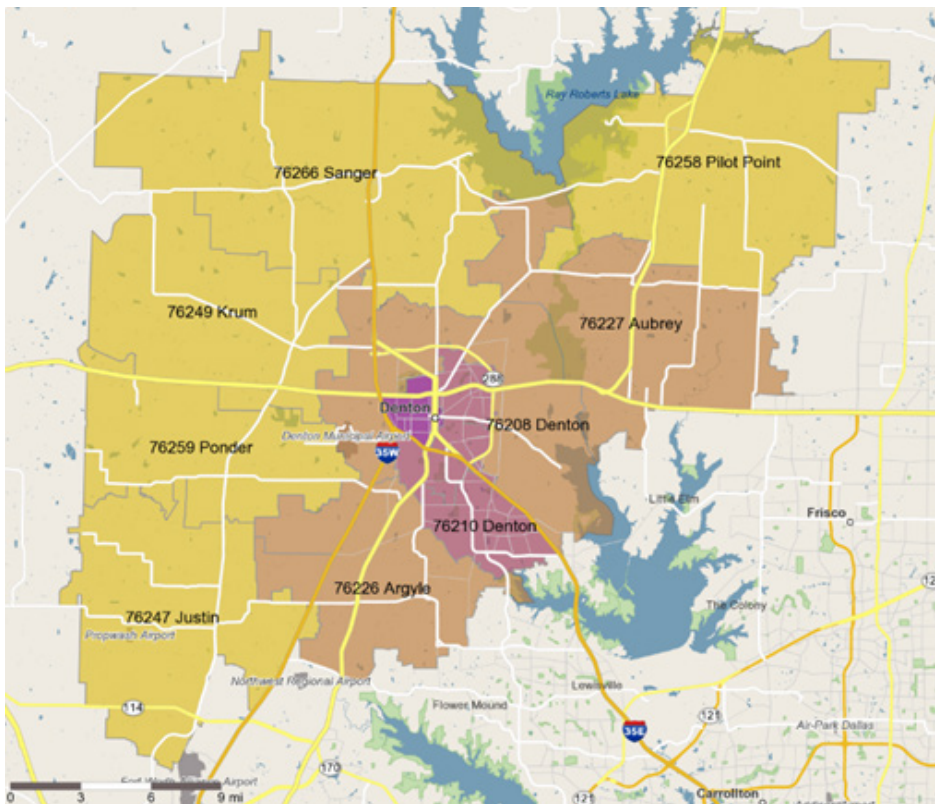 Ray Roberts Lake
76258 Pilot Point
76266 Sanger
76249 Krum
76227 Aubrey
288
Denton
76208 Denton
Denton Municipal Airport
76259 Ponder
35W
Little Elm
Frisco
76210 Denton
76226 Argyle
The Colony
76247 Justin
Propwash Airport
Northwest Regional Airport
Lewisville
114
Flower Mound
121
35E
Air-Park Dallas
170
Airport
0 3 6 9 mi
121
Carrollton